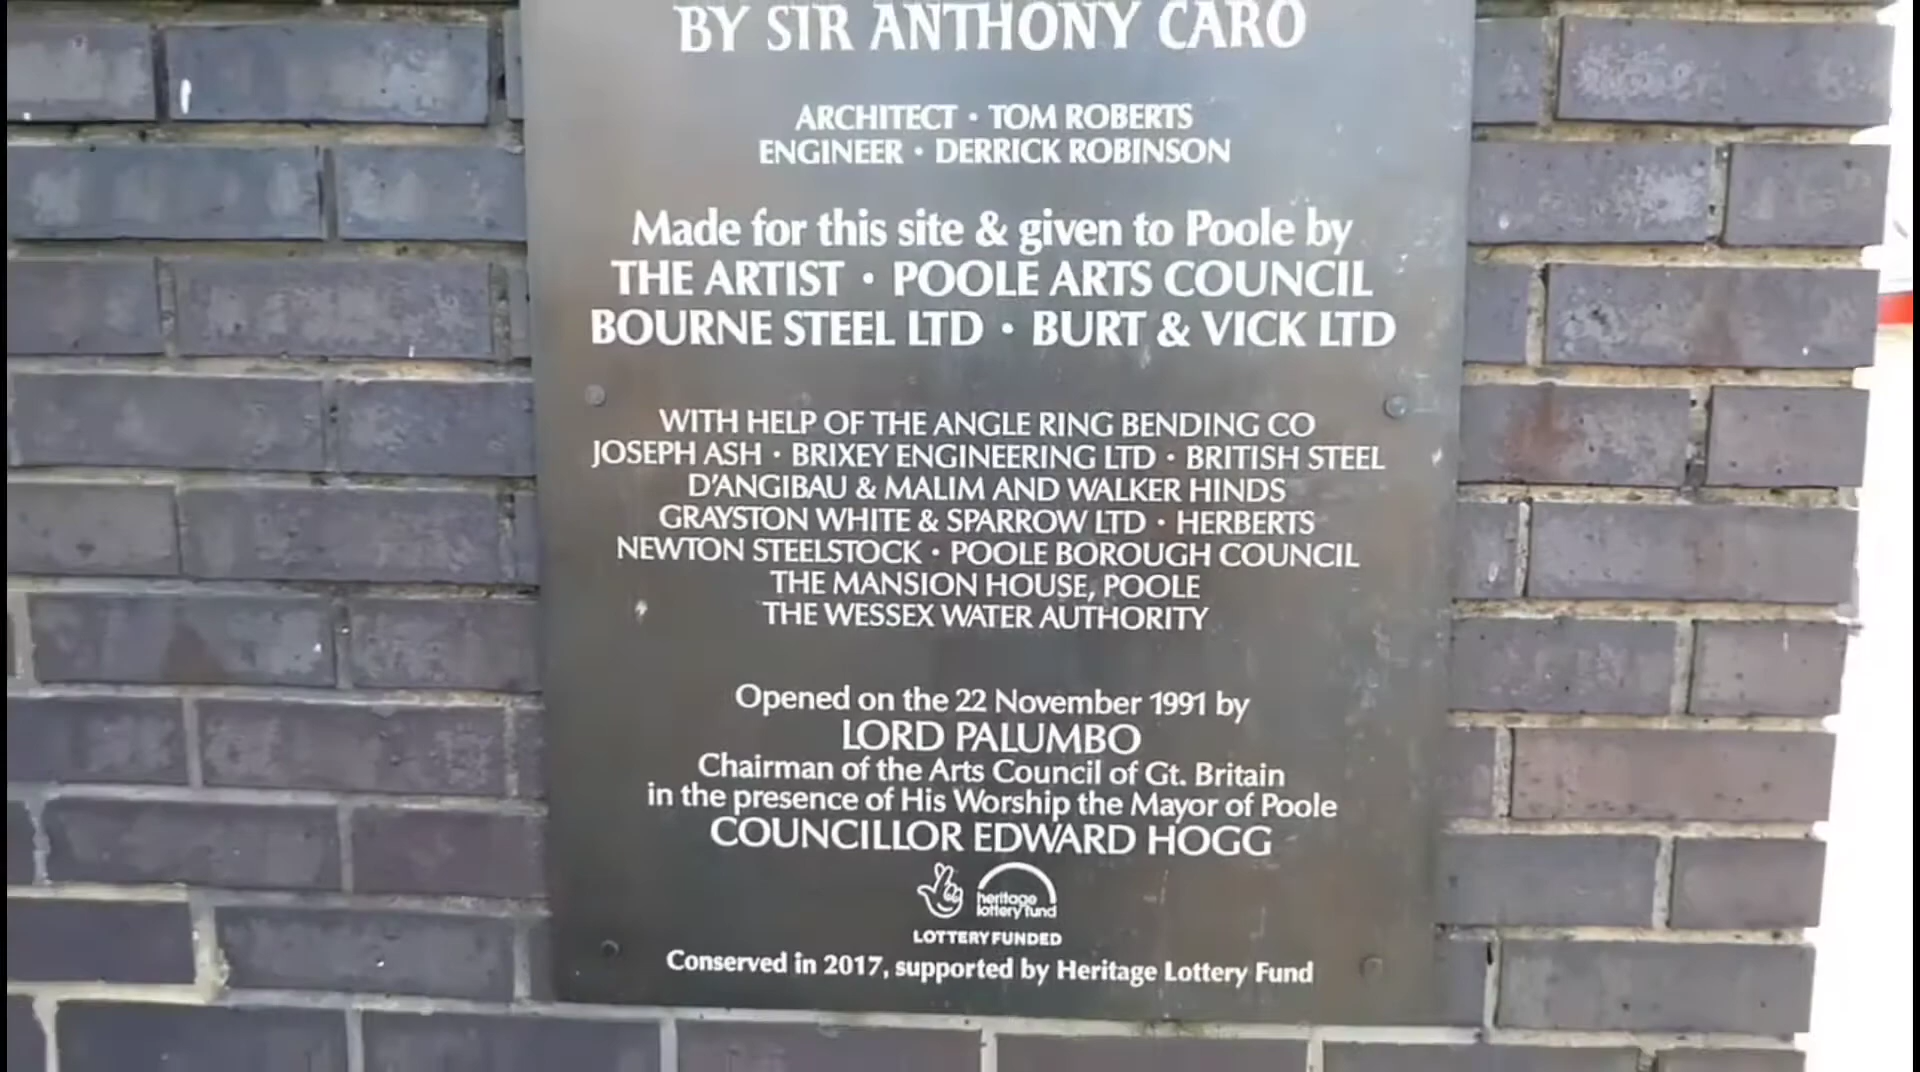 BY SIR ANTHONY CARO
ARCHITECT • TOM ROBERTS
ENGINEER • DERRICK ROBINSON
Made for this site & given to Poole by
THE ARTIST • POOLE ARTS COUNCIL
BOURNE STEEL LTD • BURT & VICK LTD
WITH HELP OF THE ANGLE RING BENDING CO
JOSEPH ASH • BRIXEY ENGINEERING LTD • BRITISH STEEL
D'ANGIBAU & MALIM AND WALKER HINDS
GRAYSTON WHITE & SPARROW LTD • HERBERTS
NEWTON STEELSTOCK • POOLE BOROUGH COUNCIL
THE MANSION HOUSE, POOLE
THE WESSEX WATER AUTHORITY
Opened on the 22 November 1991 by
LORD PALUMBO
Chairman of the Arts Council of Gt. Britain
in the presence of His Worship the Mayor of Poole
COUNCILLOR EDWARD HOGG
heritage
lottery fund
LOTTERY FUNDED
Conserved in 2017, supported by Heritage Lottery Fund